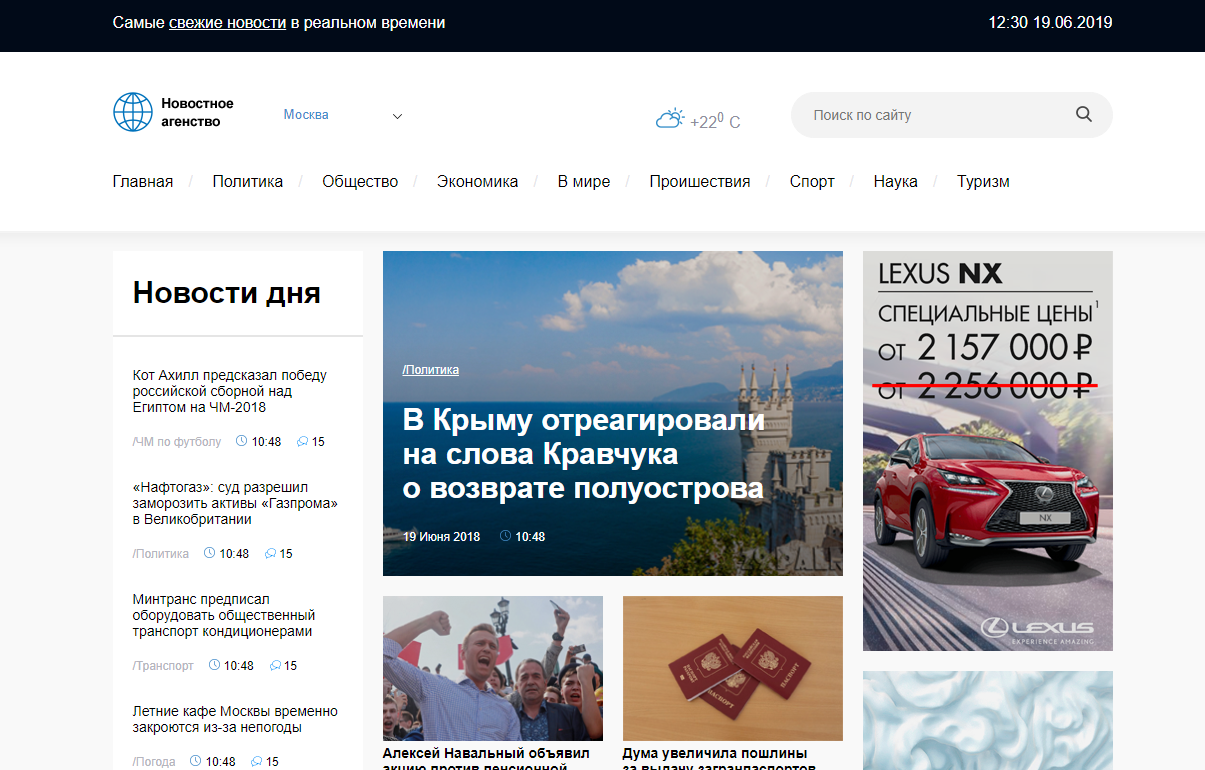 Самые свежие новости в реальном времени
12:30 19.06.2019
Новостное
агенство
Москва
+22⁰ C
Поиск по сайту
Главная / Политика / Общество / Экономика / В мире / Проишествия / Спорт / Наука / Туризм
Новости дня
Кот Ахилл предсказал победу
российской сборной над
Египтом на ЧМ-2018
/ЧМ по футболу 10:48 15
«Нафтогаз»: суд разрешил
заморозить активы «Газпрома»
в Великобритании
/Политика 10:48 15
Минтранс предписал
оборудовать общественный
транспорт кондиционерами
/Транспорт 10:48 15
Летние кафе Москвы временно
закроются из-за непогоды
/Погода 10:48 15
/Политика
В Крыму отреагировали
на слова Кравчука
о возврате полуострова
19 Июня 2018 10:48
ПАСПОРТ
ПАСПОРТ
Алексей Навальный объявил
акцию против пенсионной
Дума увеличила пошлины
за выдачу загранпаспортов
LEXUS NX
СПЕЦИАЛЬНЫЕ ЦЕНЫ¹
ОТ 2 157 000 ₽
ОТ 2 256 000 ₽
NX
LEXUS
EXPERIENCE AMAZING